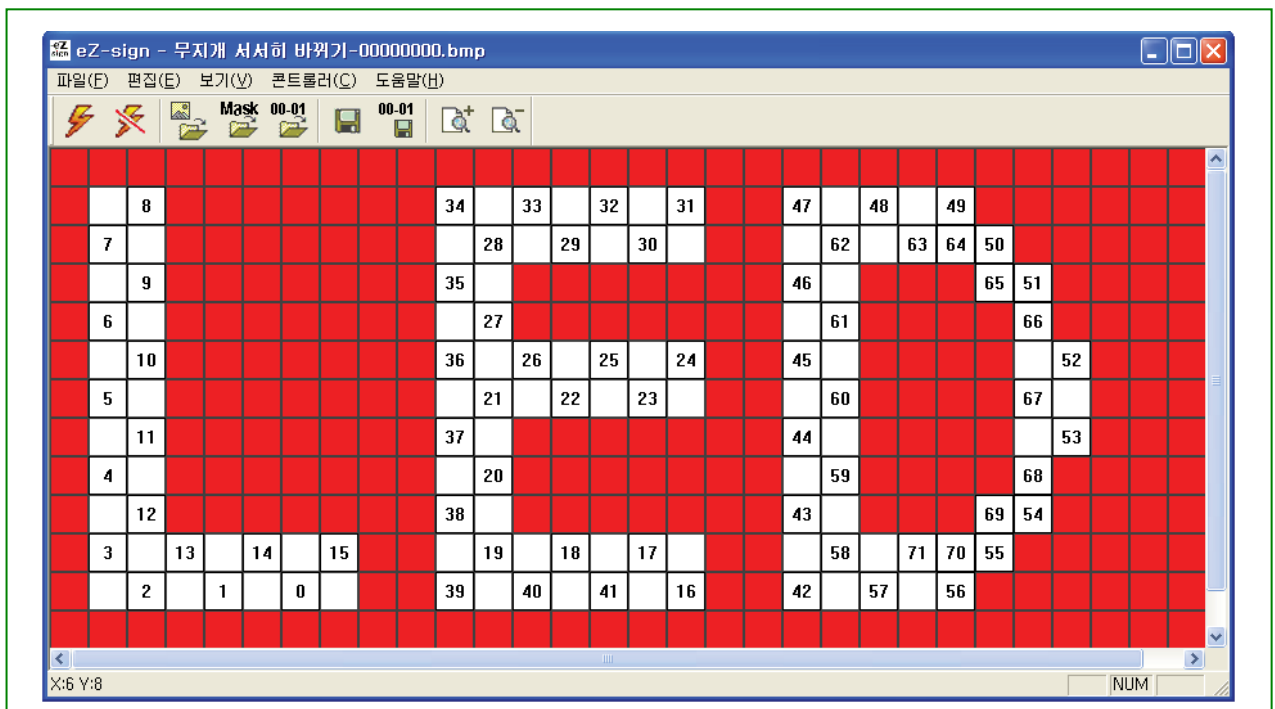 eZ-sign - 무지개 서서히 바뀌기-00000000.bmp
파일(F) 편집(E) 보기(V) 콘트롤러(C) 도움말(H)
Mask 00-01 00-01
8 34 33 32 31 47 48 49
7 28 29 30 62 63 64 50
9 35 46 65 51
6 27 61 66
10 36 26 25 24 45 52
5 21 22 23 60 67
11 37 44 53
4 20 59 68
12 38 43 69 54
3 13 14 15 19 18 17 58 71 70 55
2 1 0 39 40 41 16 42 57 56
X:6 Y:8 NUM